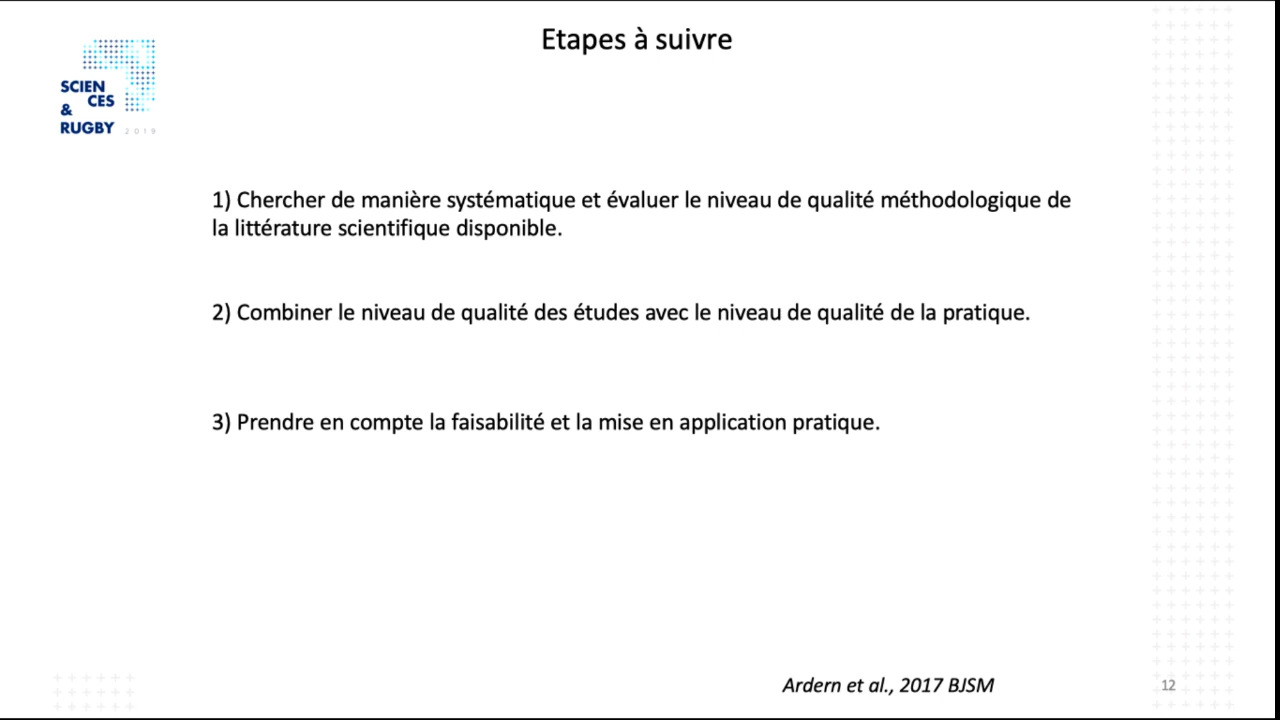 Etapes à suivre
SCIEN
CES
&
RUGBY 2019
1) Chercher de manière systématique et évaluer le niveau de qualité méthodologique de
la littérature scientifique disponible.
2) Combiner le niveau de qualité des études avec le niveau de qualité de la pratique.
3) Prendre en compte la faisabilité et la mise en application pratique.
Ardern et al., 2017 BJSM
12